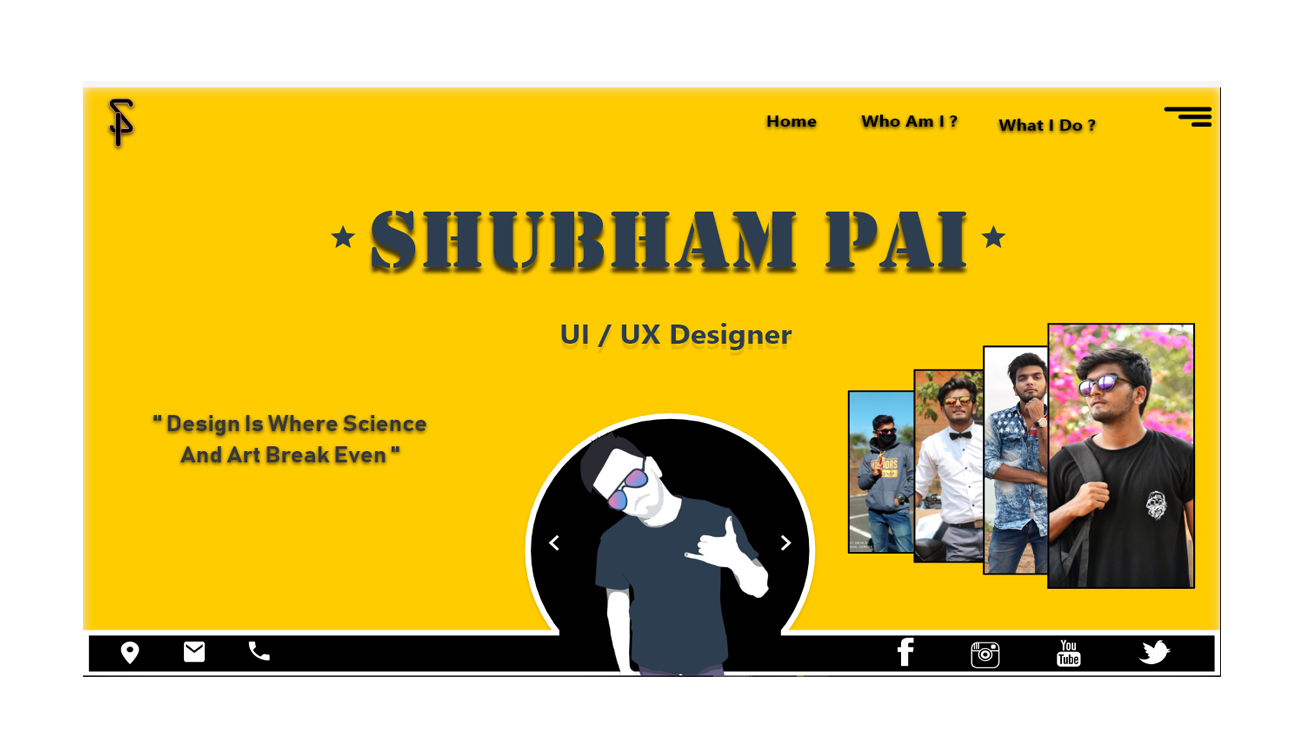 Home
Who Am I ?
What I Do ?
SHUBHAM PAI
UI / UX Designer
" Design Is Where Science
And Art Break Even "
You
Tube